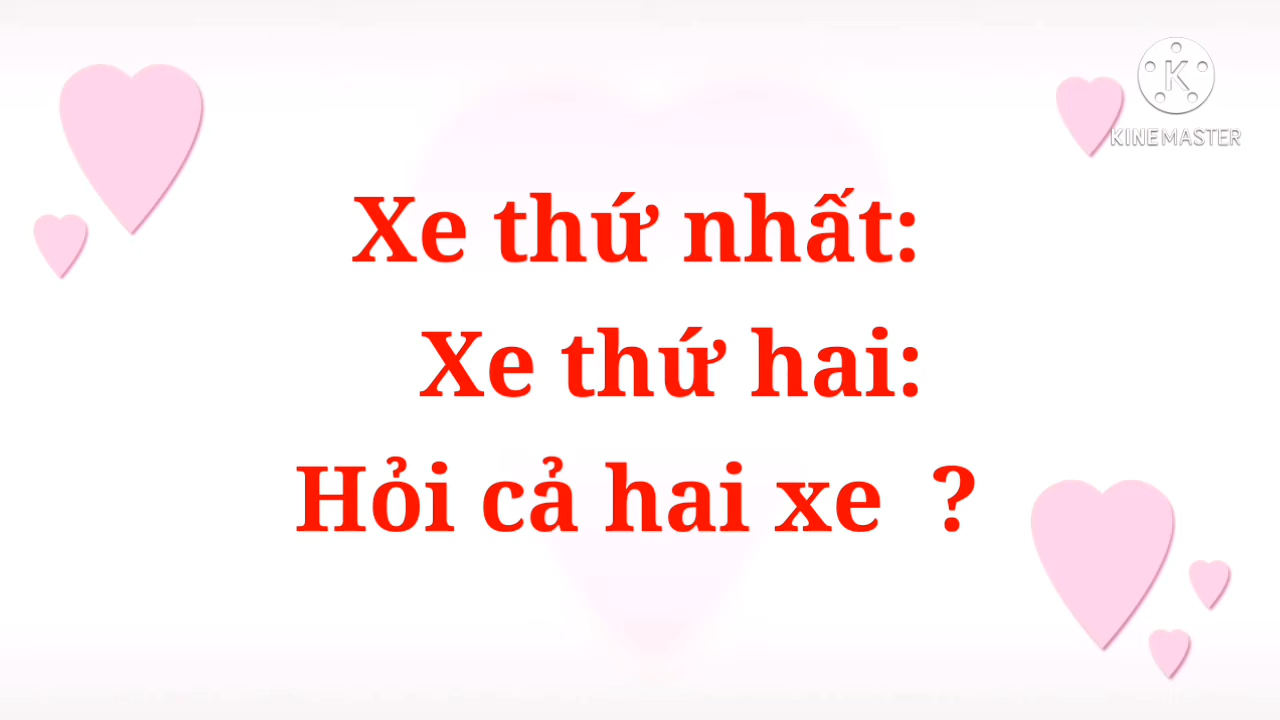 KINEMASTER
Xe thứ nhất:
Xe thứ hai:
Hỏi cả hai xe ?